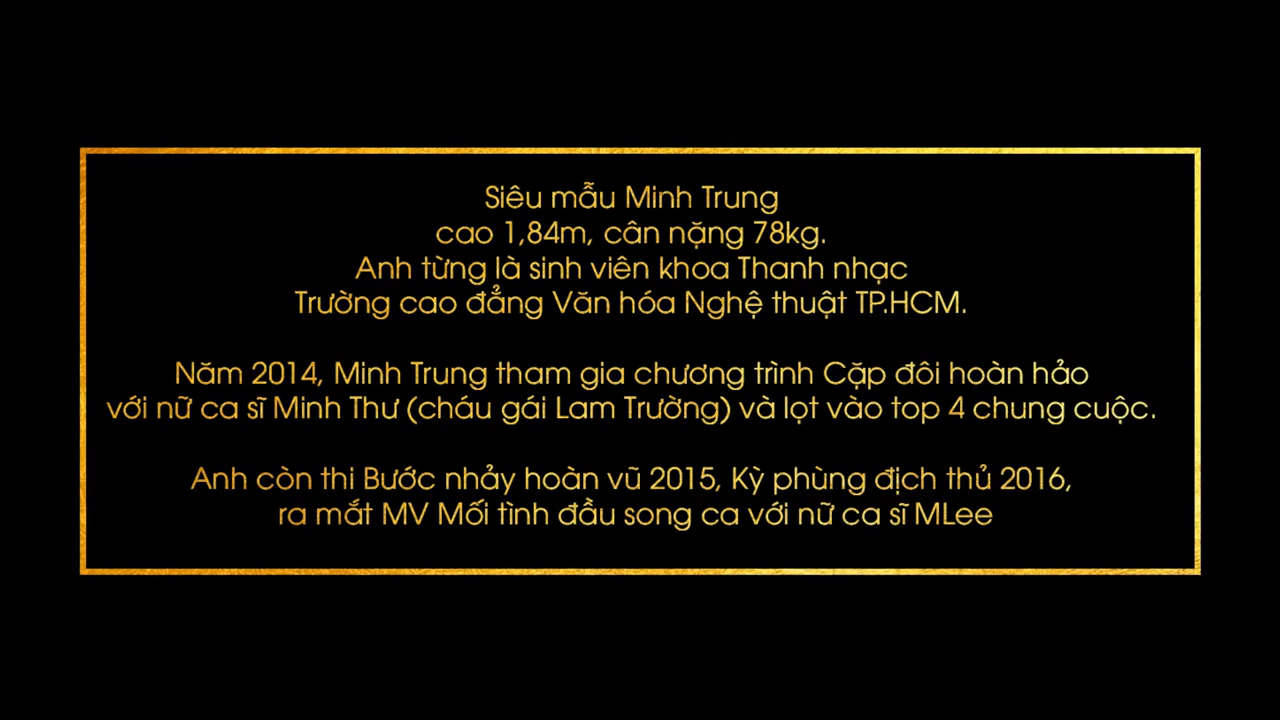 Siêu mẫu Minh Trung
cao 1,84m, cân nặng 78kg.
Anh từng là sinh viên khoa Thanh nhạc
Trường cao đẳng Văn hóa Nghệ thuật TP.HCM.
Năm 2014, Minh Trung tham gia chương trình Cặp đôi hoàn hảo
với nữ ca sĩ Minh Thư (cháu gái Lam Trường) và lọt vào top 4 chung cuộc.
Anh còn thi Bước nhảy hoàn vũ 2015, Kỳ phùng địch thủ 2016,
ra mắt MV Mối tình đầu song ca với nữ ca sĩ MLee